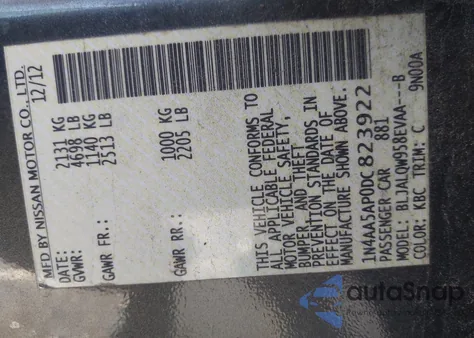 MFD BY NISSAN MOTOR CO., LTD.
DATE: 12/12
GVWR: 2131 KG
4698 LB
GAWR FR.: 1140 KG
2513 LB
GAWR RR.: 1000 KG
2205 LB
THIS VEHICLE CONFORMS TO
ALL APPLICABLE FEDERAL
MOTOR VEHICLE SAFETY,
BUMPER, AND THEFT
PREVENTION STANDARDS IN
EFFECT ON THE DATE OF
MANUFACTURE SHOWN ABOVE.
1N4AA5AP0DC823922
PASSENGER CAR 881
MODEL: BLJALQW938EVAA---B
COLOR: KBC TRIM: C 9N00A
autoSnap